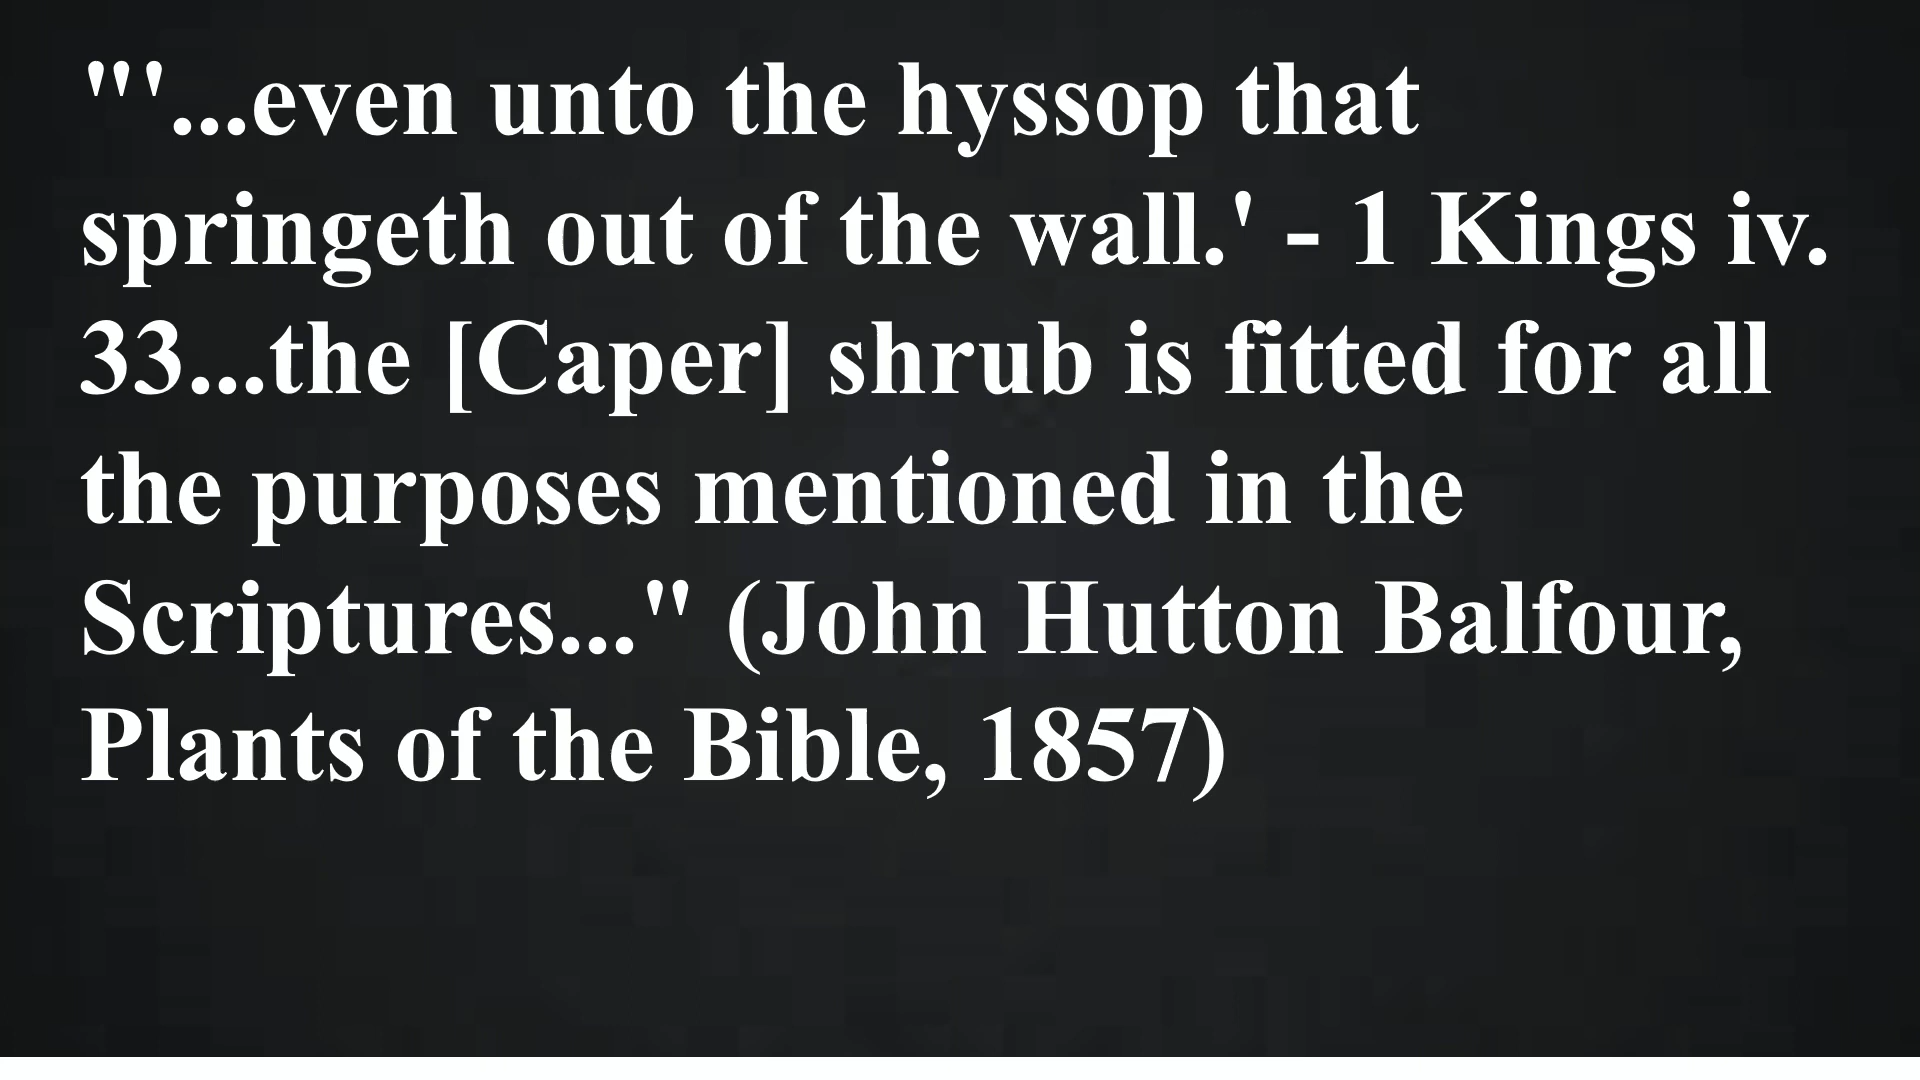 "'...even unto the hyssop that
springeth out of the wall.' - 1 Kings iv.
33...the [Caper] shrub is fitted for all
the purposes mentioned in the
Scriptures..." (John Hutton Balfour,
Plants of the Bible, 1857)